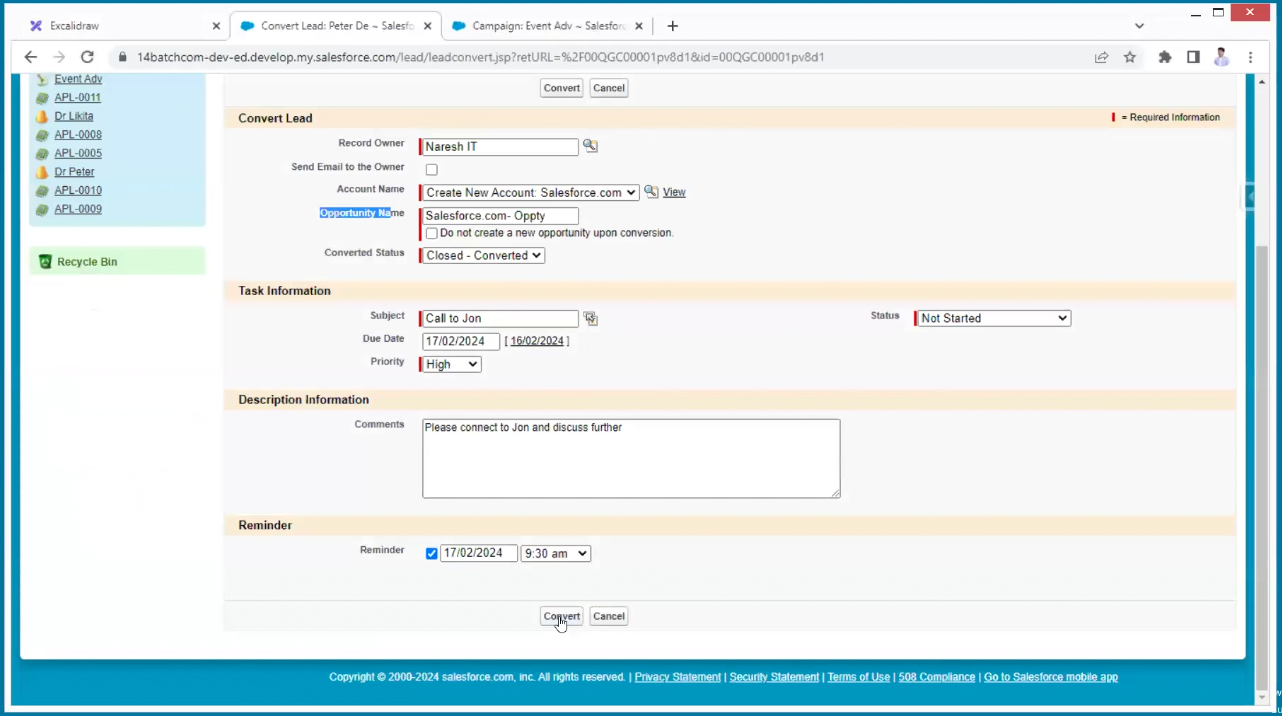 Excalidraw
Convert Lead: Peter De ~ Salesfo
Campaign: Event Adv ~ Salesforc
14batchcom-dev-ed.develop.my.salesforce.com/lead/leadconvert.jsp?retURL=%2F00QGC00001pv8d1&id=00QGC00001pv8d1
Event Adv
APL-0011
Dr Likita
APL-0008
APL-0005
Dr Peter
APL-0010
APL-0009
Recycle Bin
Convert Cancel
Convert Lead
= Required Information
Record Owner Naresh IT
Send Email to the Owner
Account Name Create New Account: Salesforce.com View
Opportunity Name Salesforce.com- Oppty
Do not create a new opportunity upon conversion.
Converted Status Closed - Converted
Task Information
Subject Call to Jon Status Not Started
Due Date 17/02/2024 [ 16/02/2024 ]
Priority High
Description Information
Comments Please connect to Jon and discuss further
Reminder
Reminder 17/02/2024 9:30 am
Convert Cancel
Copyright © 2000-2024 salesforce.com, inc. All rights reserved. | Privacy Statement | Security Statement | Terms of Use | 508 Compliance | Go to Salesforce mobile app